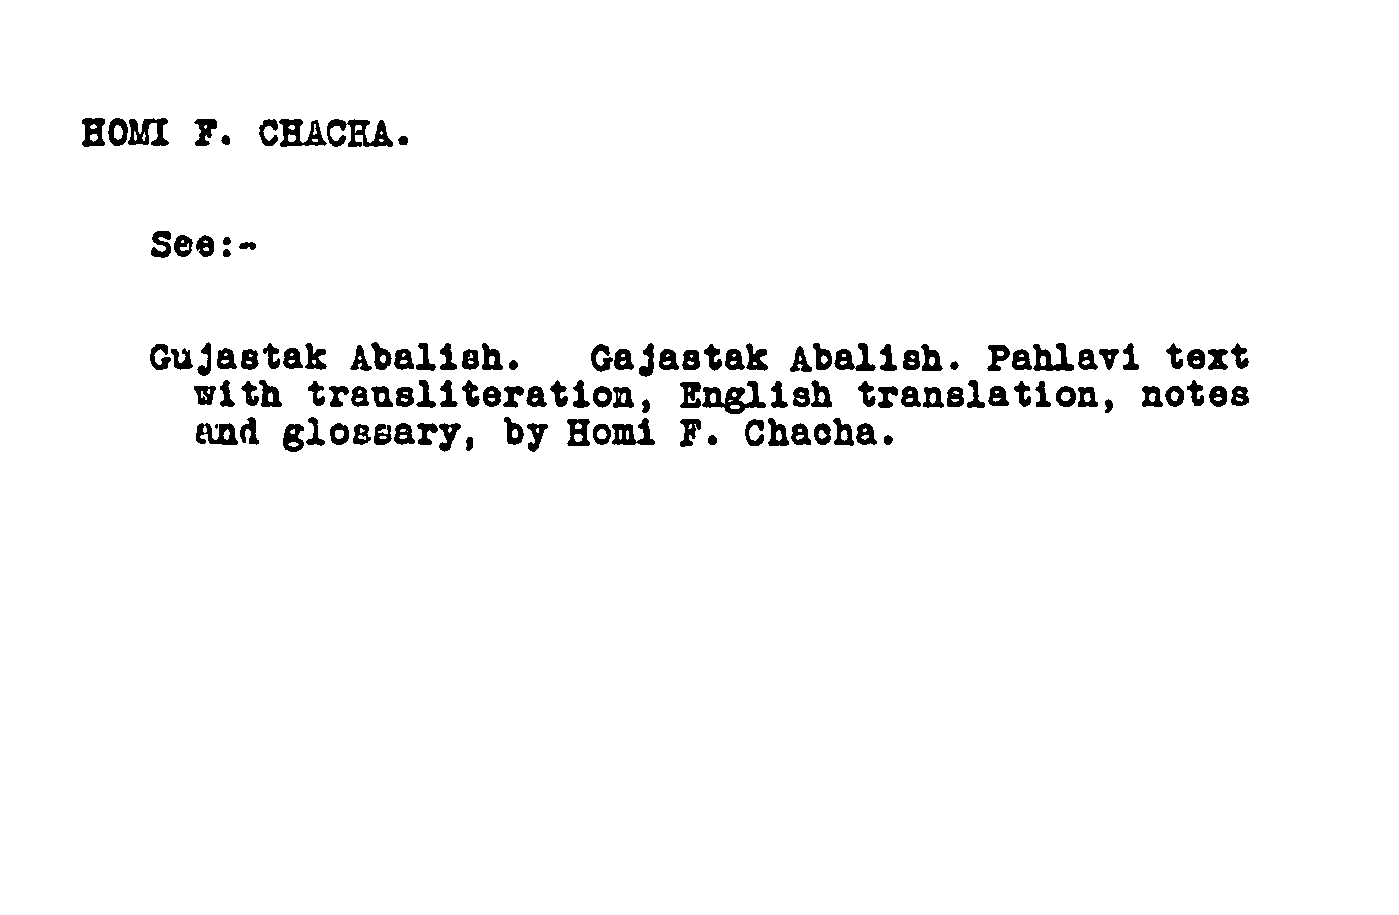 HOMI F. CHACHA.
See:-
Gujastak Abalish. Gajastak Abalish. Pahlavi text
with transliteration, English translation, notes
and glossary, by Homi F. Chacha.